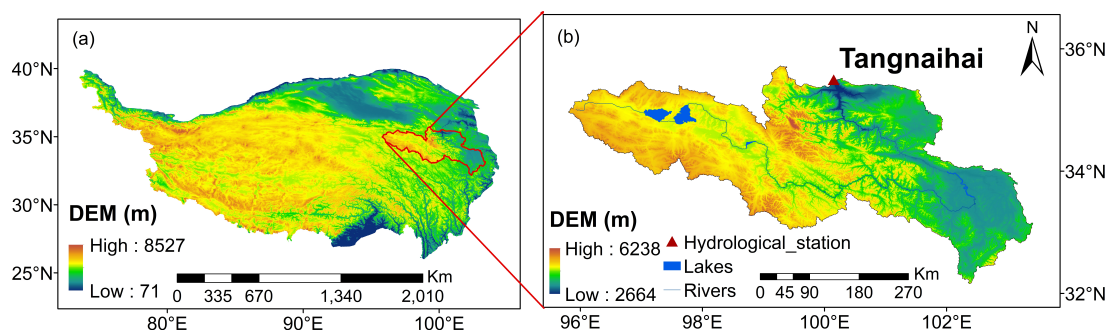 (a)
40°N
35°N
30°N
25°N
DEM (m)
High : 8527
Low : 71
Km
0 335 670 1,340 2,010
80°E 90°E 100°E
(b)
Tangnaihai
N
36°N
34°N
32°N
DEM (m)
High : 6238
Low : 2664
Hydrological_station
Lakes
Rivers
Km
0 45 90 180 270
96°E 98°E 100°E 102°E